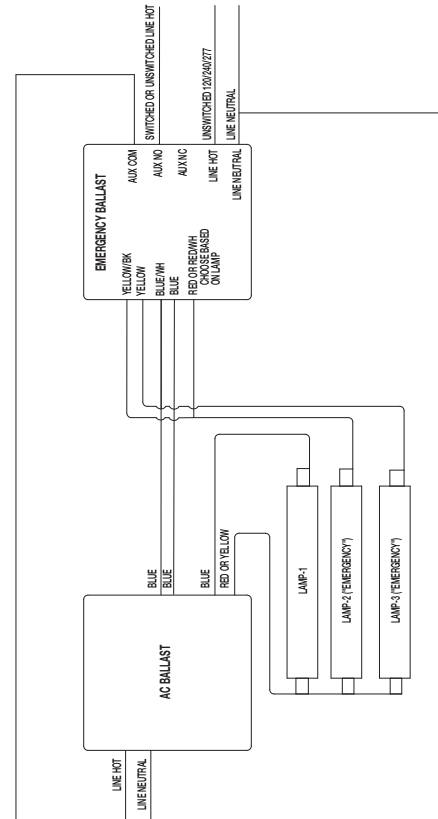 EMERGENCY BALLAST
AUX COM
SWITCHED OR UNSWITCHED LINE HOT
AUX NO
AUX NC
UNSWITCHED 120/240/277
LINE HOT
LINE NEUTRAL
LINE NEUTRAL
YELLOW/BK
YELLOW
BLUE/WH
BLUE
RED OR RED/WH
CHOOSE BASED
ON LAMP
BLUE
BLUE
BLUE
RED OR YELLOW
AC BALLAST
LINE HOT
LINE NEUTRAL
LAMP-1
LAMP-2 ("EMERGENCY")
LAMP-3 ("EMERGENCY")